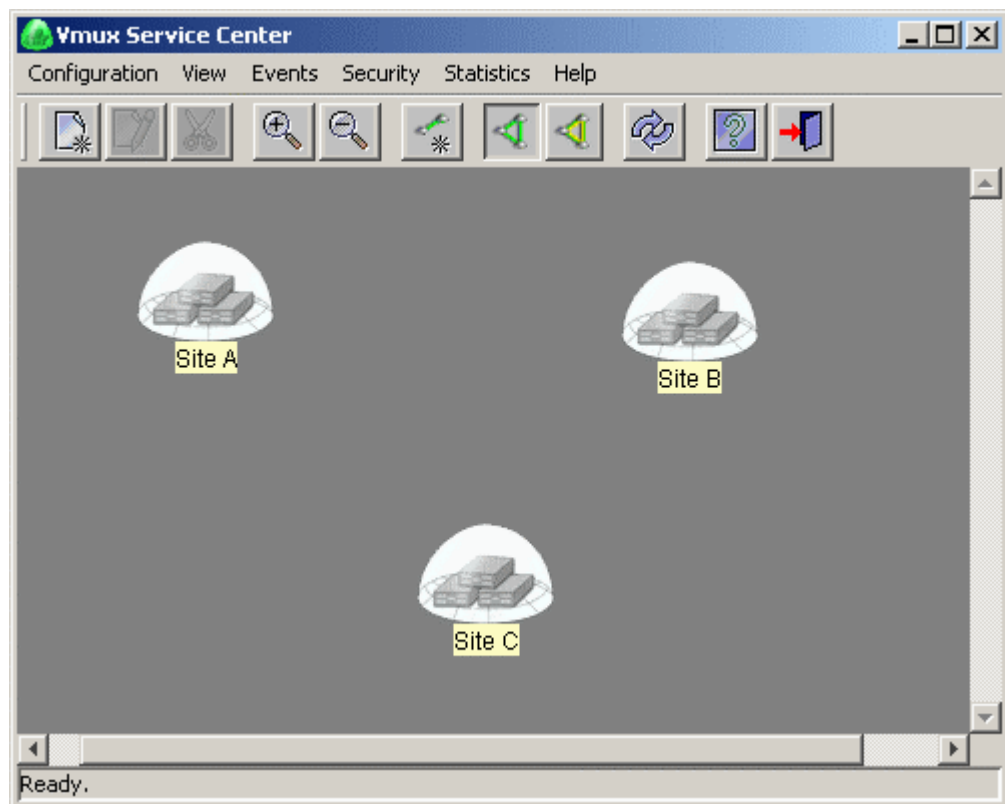 Vmux Service Center
Configuration View Events Security Statistics Help
Site A
Site B
Site C
Ready.